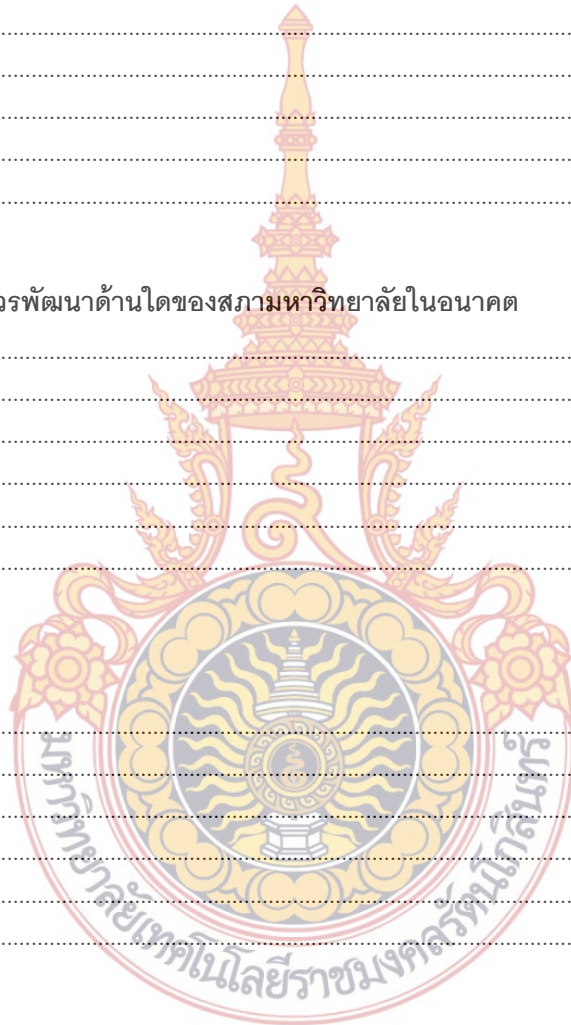 วรพัฒนาด้านใดของสภามหาวิทยาลัยในอนาคต
มหาวิทยาลัยเทคโนโลยีราชมงคลรัตนโกสินทร์